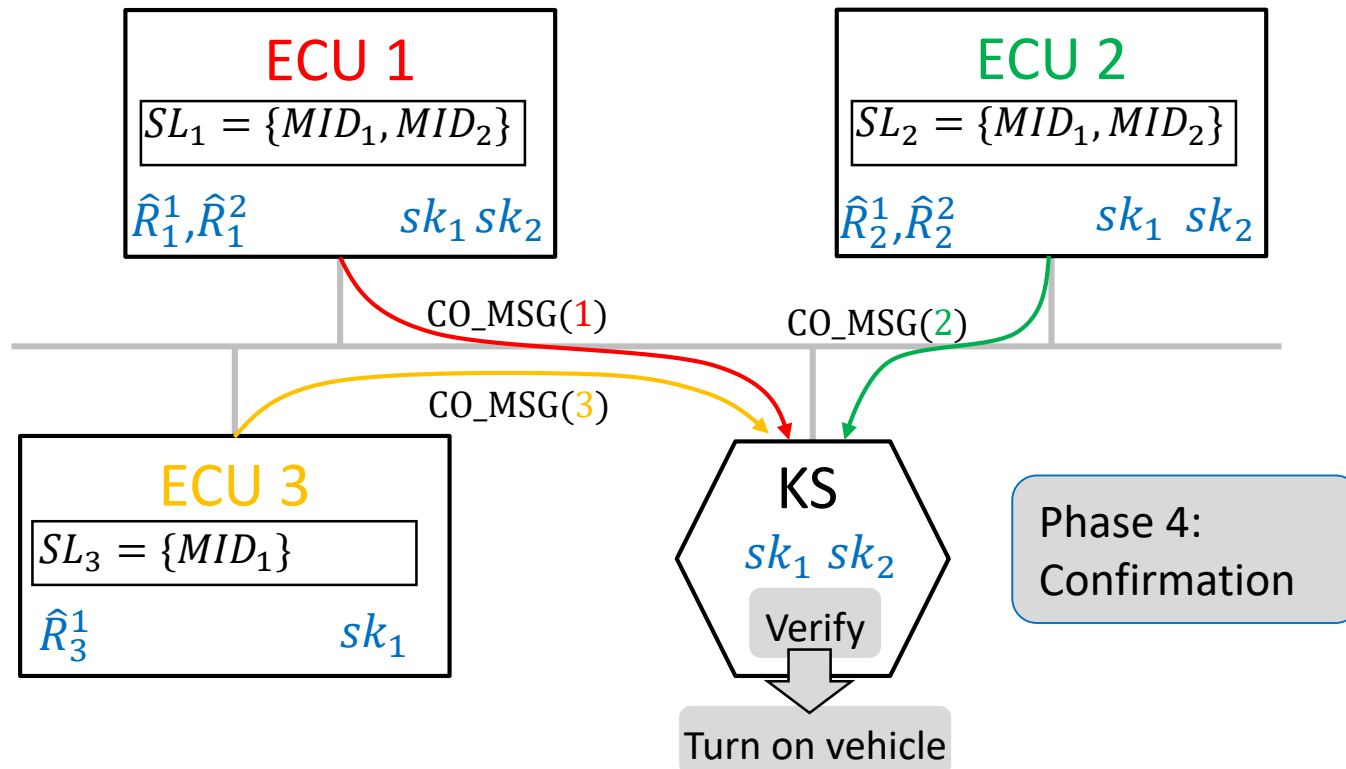 ECU 1
SL₁ = {MID₁, MID₂}
R̂₁¹,R̂₁² sk₁ sk₂
ECU 2
SL₂ = {MID₁, MID₂}
R̂₂¹,R̂₂² sk₁ sk₂
CO_MSG(1)
CO_MSG(2)
CO_MSG(3)
ECU 3
SL₃ = {MID₁}
R̂₃¹ sk₁
KS
sk₁ sk₂
Verify
Turn on vehicle
Phase 4:
Confirmation